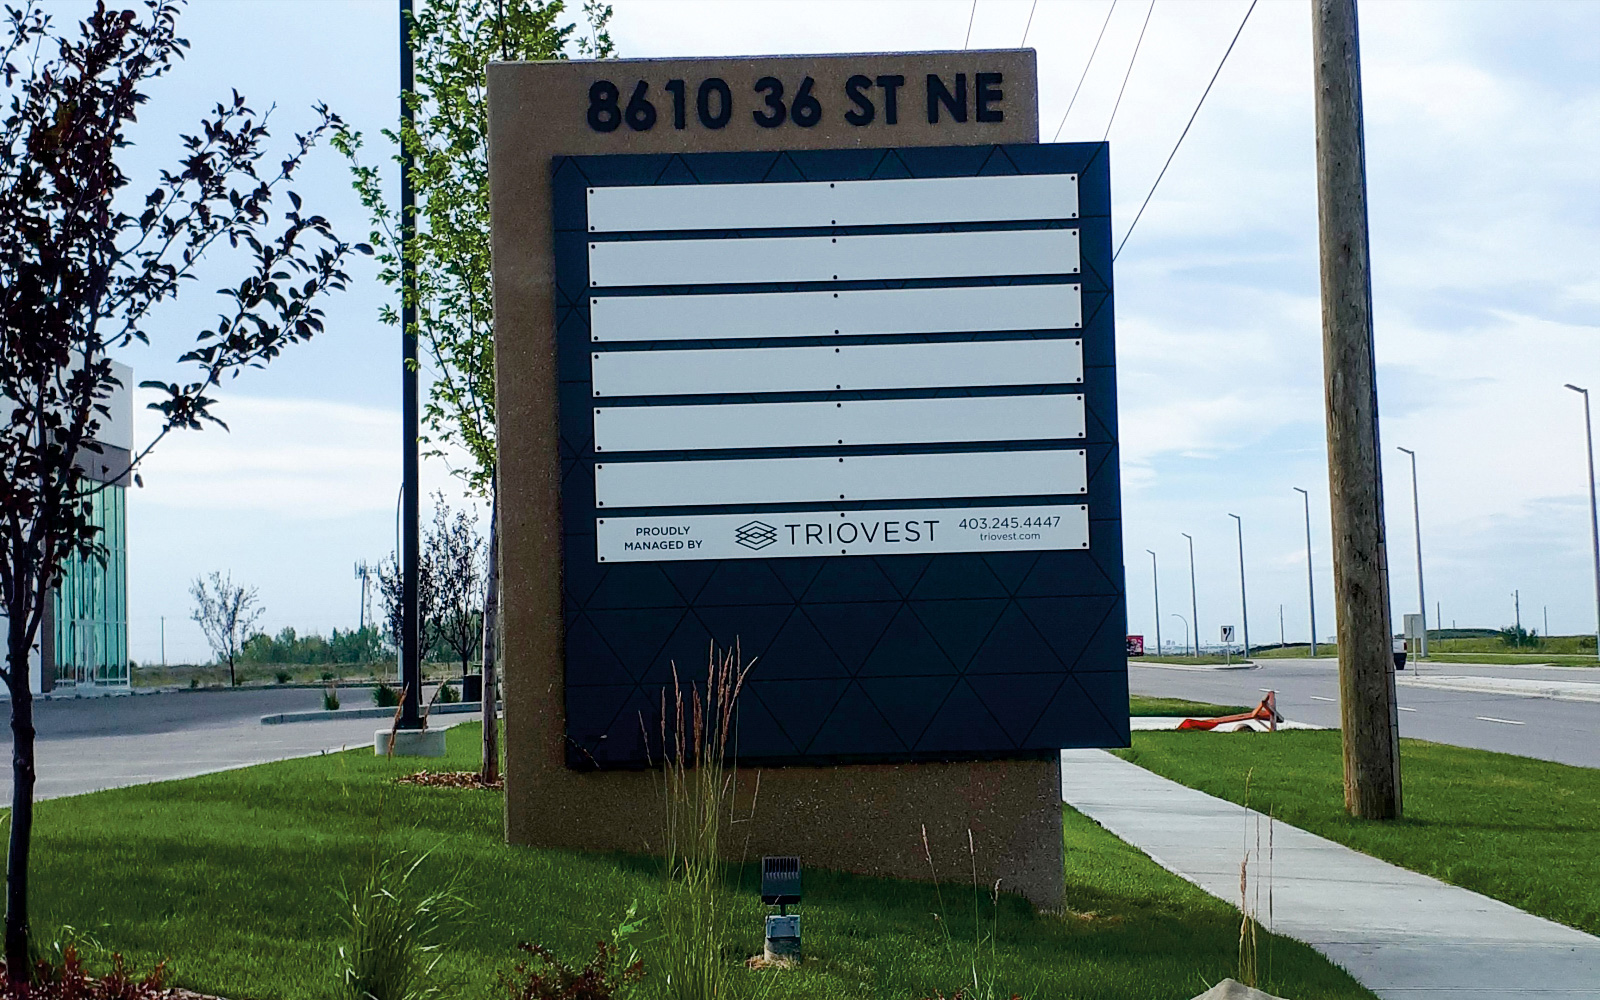 8610 36 ST NE
PROUDLY
MANAGED BY
TRIOVEST
403.245.4447
triovest.com